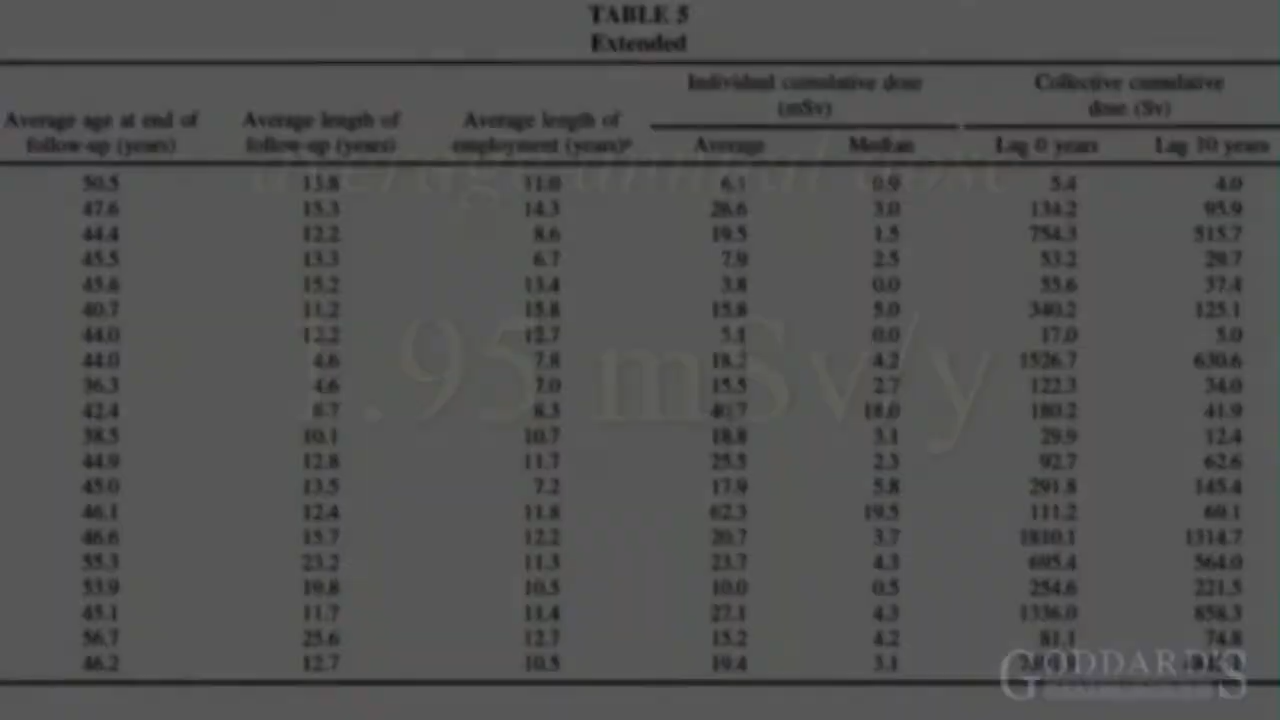 TABLE 5
Extended
Individual cumulative dose Collective cumulative
(mSv) dose (Sv)
Average age at end of Average length of Average length of
follow-up (years) follow-up (years) employment (years)ᵃ Average Median Lag 0 years Lag 10 years
average annual dose
50.5 13.8 11.0 6.1 0.9 5.4 4.0
47.6 15.3 14.3 26.6 3.0 134.2 95.9
44.4 12.2 8.6 19.5 1.5 754.3 515.7
45.5 13.3 6.7 7.9 2.5 53.2 29.7
45.6 15.2 13.4 3.8 0.0 55.6 37.4
40.7 11.2 15.8 15.8 5.0 340.2 125.1
44.0 12.2 12.7 5.1 0.0 17.0 5.0
1.95 mSv/y
44.0 4.6 7.8 18.2 4.2 1526.7 630.6
36.3 4.6 7.0 15.5 2.7 122.3 34.0
42.4 8.3 18.0 180.2 41.9
38.5 10.1 10.7 18.8 3.1 29.9 12.4
44.9 12.8 11.7 25.5 2.3 92.7 62.6
45.0 13.5 7.2 17.9 5.8 291.8 145.4
46.1 12.4 11.8 62.3 19.5 111.2 69.1
46.6 15.7 12.2 20.7 3.7 1810.1 1314.7
55.3 23.2 11.3 23.7 4.3 695.4 564.0
53.9 19.8 10.5 10.0 0.5 254.6 221.5
45.1 11.7 11.4 27.1 4.3 1336.0 858.3
56.7 25.6 12.7 15.2 4.2 81.1 74.8
46.2 12.7 10.5 19.4 3.1
GODDARD'S